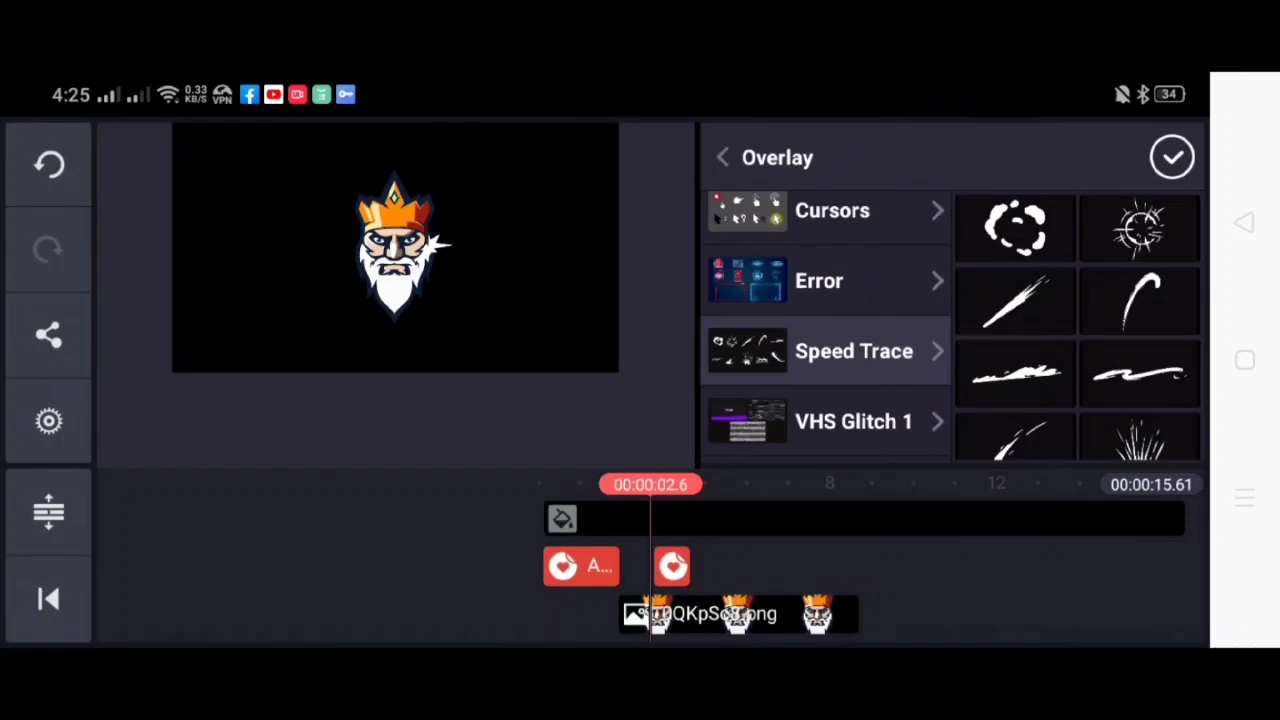 4:25 0.33 KB/S VPN 34
Overlay
Cursors
Error
Speed Trace
VHS Glitch 1
00:00:02.6 8 12 00:00:15.61
A...